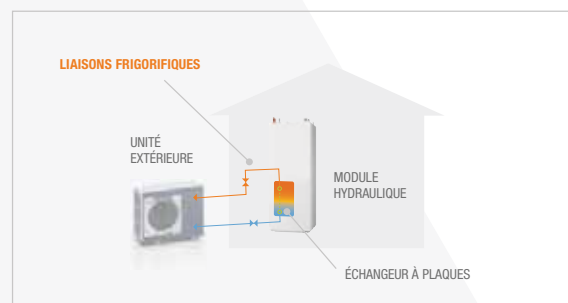 LIAISONS FRIGORIFIQUES
UNITÉ
EXTÉRIEURE
MODULE
HYDRAULIQUE
ÉCHANGEUR À PLAQUES